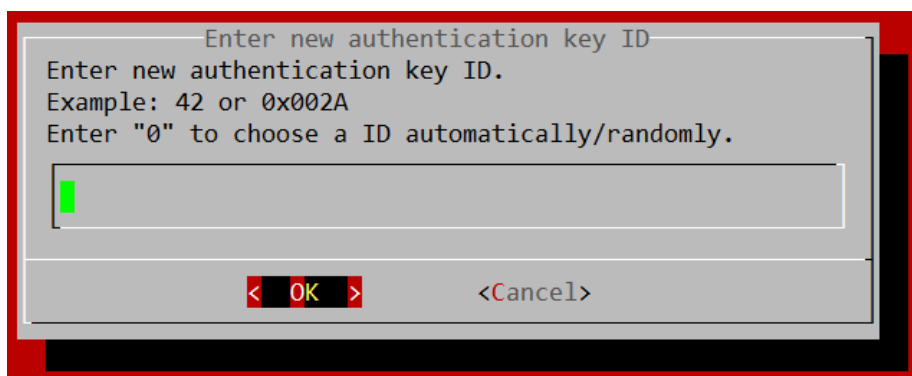 Enter new authentication key ID
Enter new authentication key ID.
Example: 42 or 0x002A
Enter "0" to choose a ID automatically/randomly.
< OK > <Cancel>